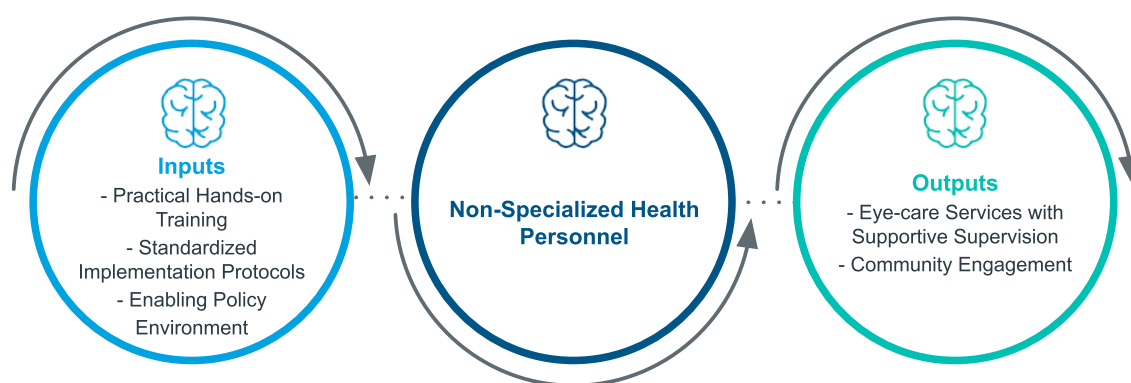 Inputs
- Practical Hands-on
Training
- Standardized
Implementation Protocols
- Enabling Policy
Environment
Non-Specialized Health
Personnel
Outputs
- Eye-care Services with
Supportive Supervision
- Community Engagement